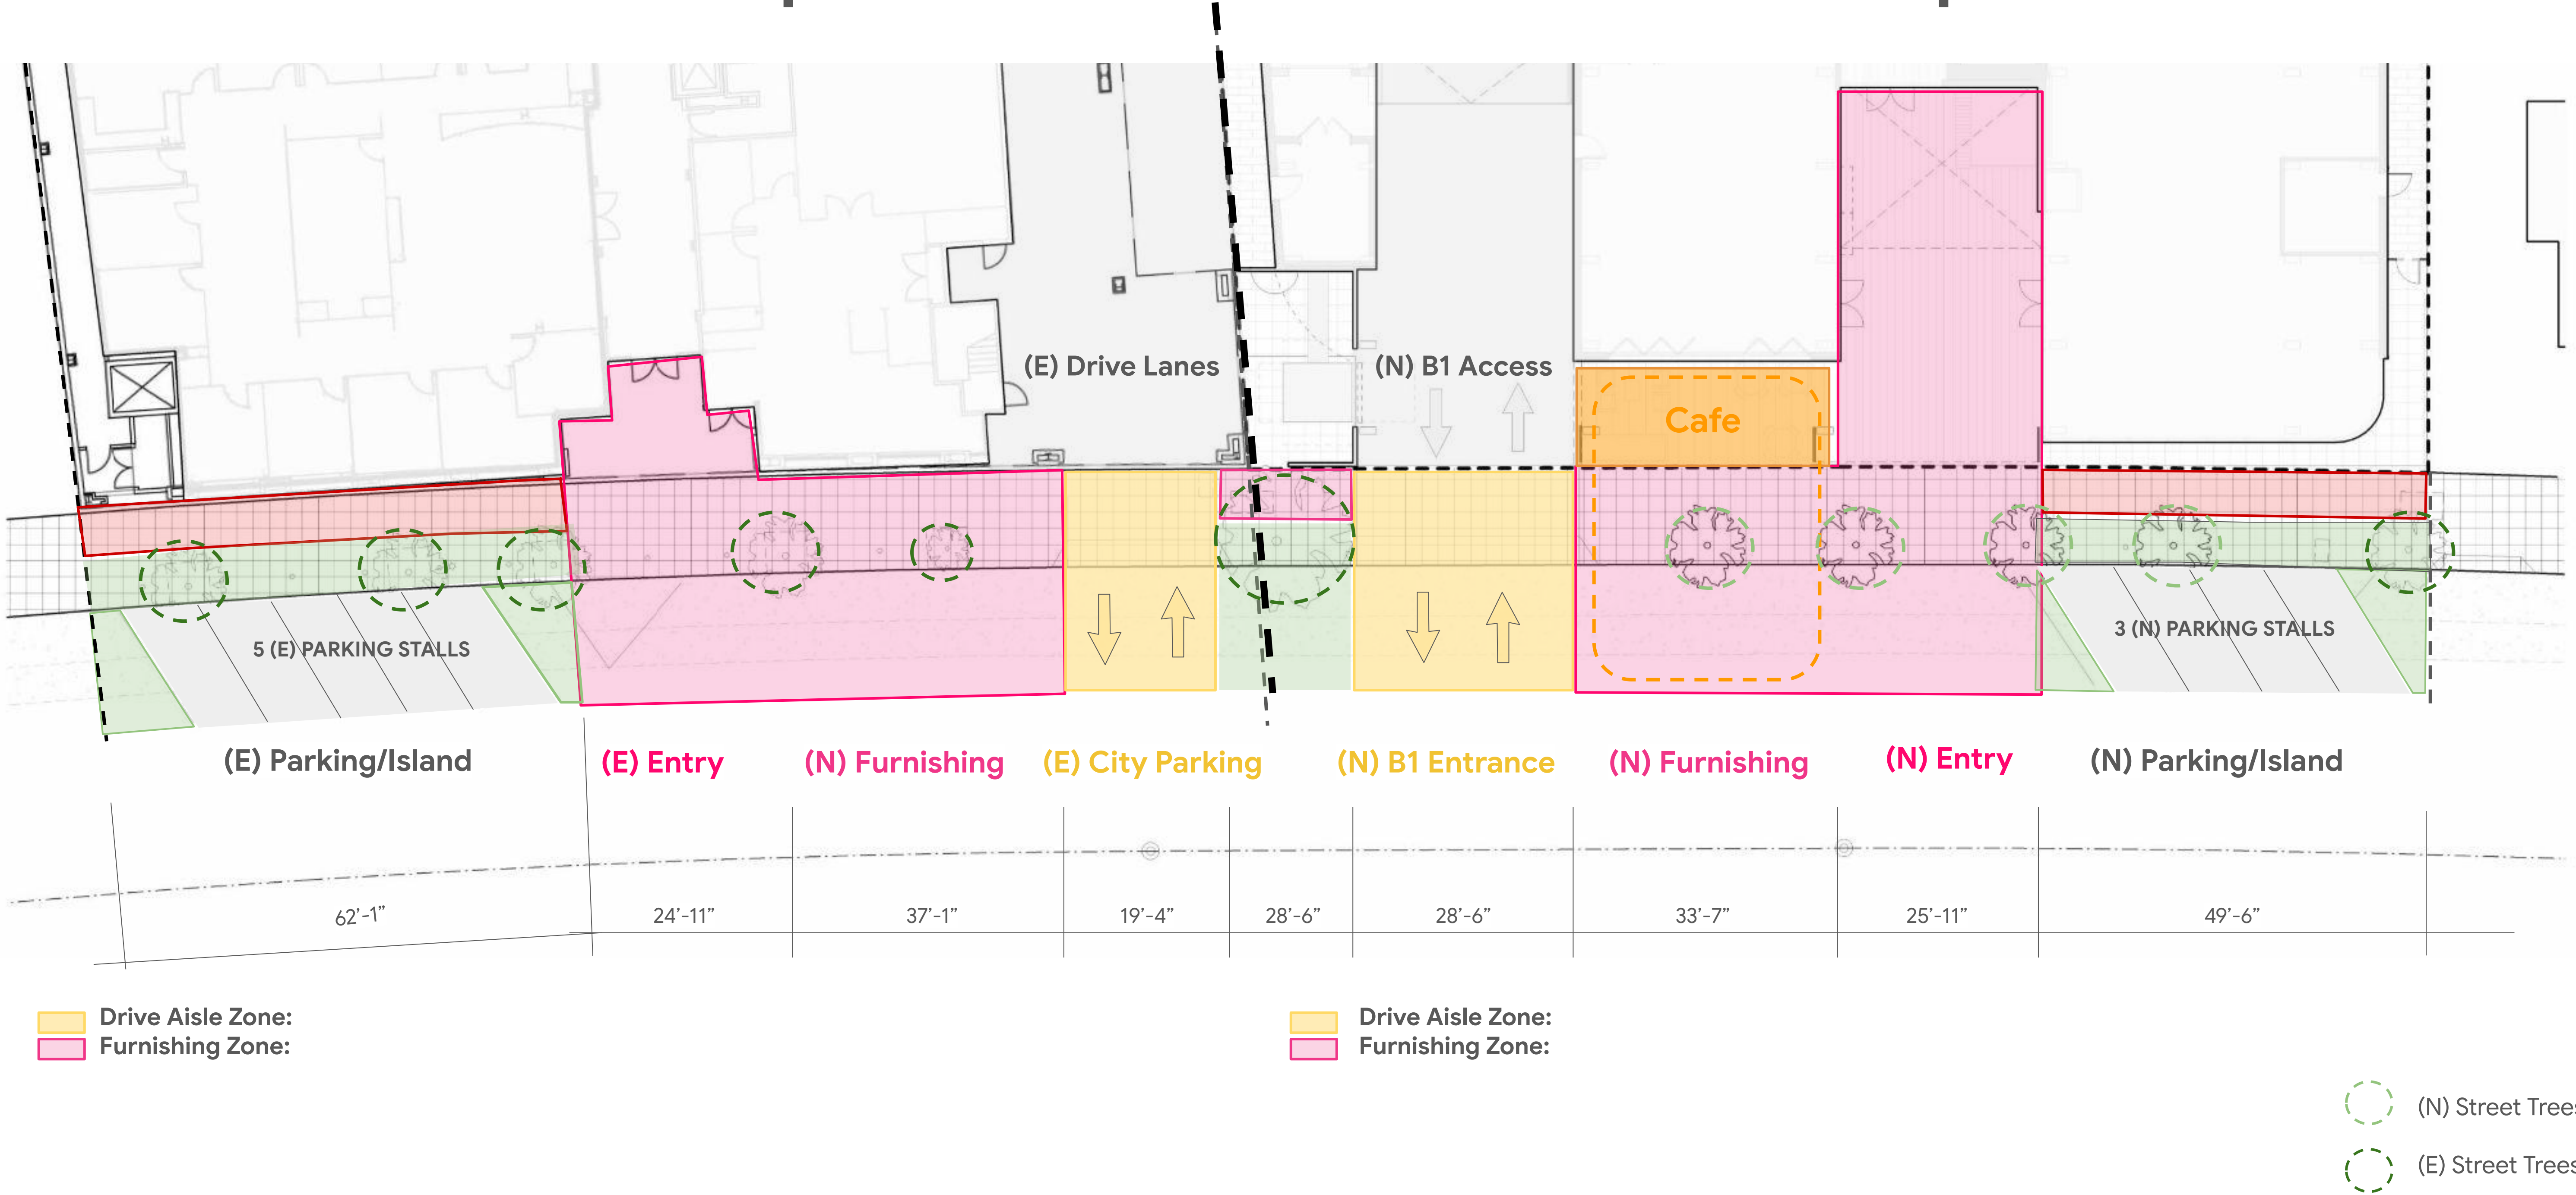 (E) Drive Lanes
(N) B1 Access
Cafe
5 (E) PARKING STALLS
3 (N) PARKING STALLS
(E) Parking/Island
(E) Entry
(N) Furnishing
(E) City Parking
(N) B1 Entrance
(N) Furnishing
(N) Entry
(N) Parking/Island
62’-1”
24’-11”
37’-1”
19’-4”
28’-6”
28’-6”
33’-7”
25’-11”
49’-6”
Drive Aisle Zone:
Furnishing Zone:
Drive Aisle Zone:
Furnishing Zone:
(N) Street Trees
(E) Street Trees